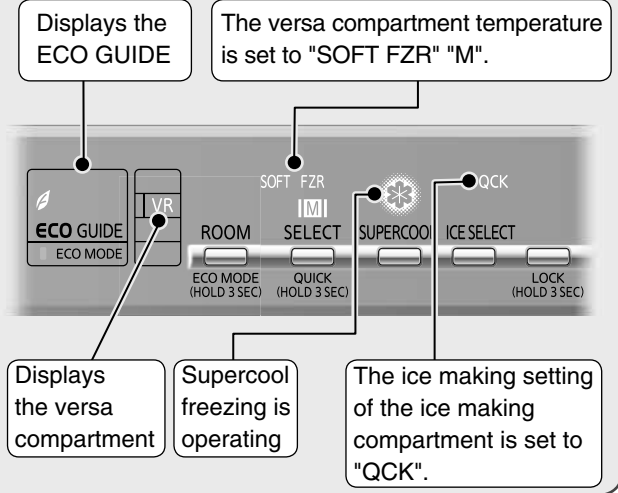 Displays the
ECO GUIDE
The versa compartment temperature
is set to "SOFT FZR" "M".
SOFT FZR
QCK
M
VR
ECO GUIDE
ECO MODE
ROOM
SELECT
SUPERCOOL
ICE SELECT
ECO MODE
(HOLD 3 SEC)
QUICK
(HOLD 3 SEC)
LOCK
(HOLD 3 SEC)
Displays
the versa
compartment
Supercool
freezing is
operating
The ice making setting
of the ice making
compartment is set to
"QCK".